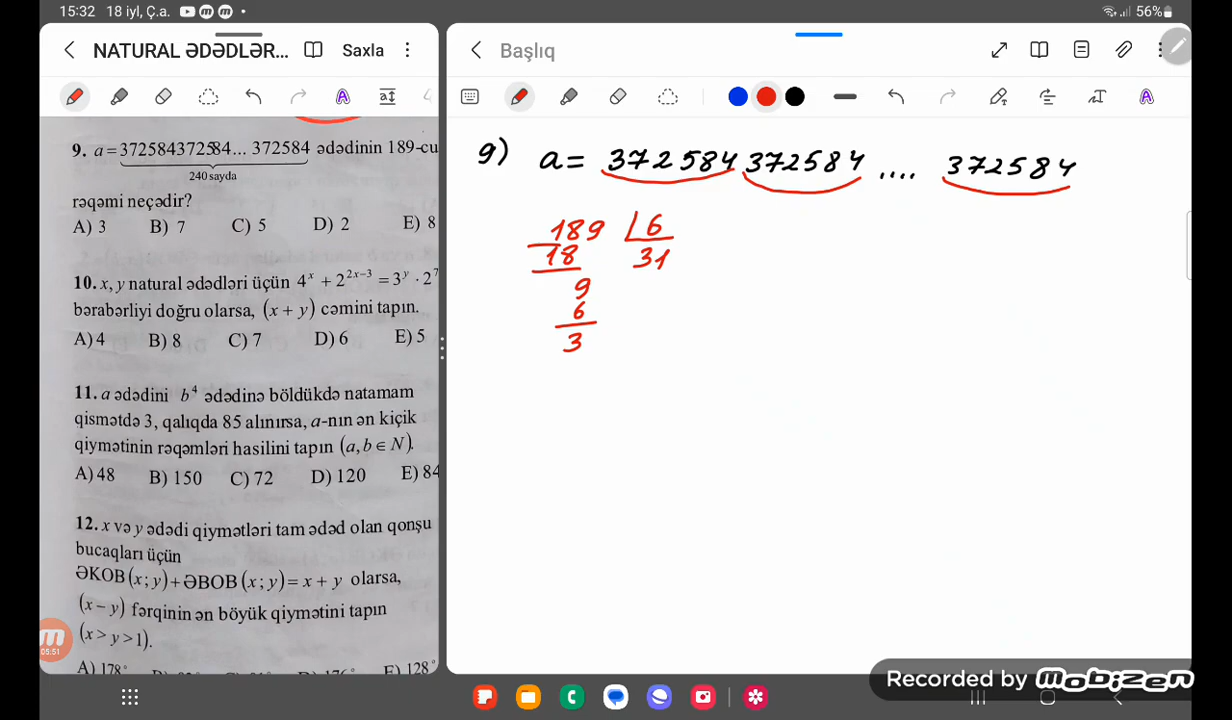 15:32 18 iyl, Ç.a. 56%
NATURAL ƏDƏDLƏR... Saxla
9. a=372584372584... 372584 ədədinin 189-cu
240 sayda
rəqəmi neçədir?
A) 3 B) 7 C) 5 D) 2 E) 8
10. x, y natural ədədləri üçün 4^x + 2^(2x−3) = 3^y · 2^7
bərabərliyi doğru olarsa, (x + y) cəmini tapın.
A) 4 B) 8 C) 7 D) 6 E) 5
11. a ədədini b^4 ədədinə böldükdə natamam
qismətdə 3, qalıqda 85 alınırsa, a-nın ən kiçik
qiymətinin rəqəmləri hasilini tapın (a, b ∈ N).
A) 48 B) 150 C) 72 D) 120 E) 84
12. x və y ədədi qiymətləri tam ədəd olan qonşu
bucaqları üçün
ƏKOB(x; y) + ƏBOB(x; y) = x + y olarsa,
(x − y) fərqinin ən böyük qiymətini tapın
(x > y > 1).
A) 178° E) 128°
05:51
Başlıq
9) a = 372584 372584 .... 372584
189 6
18 31
9
6
3
Recorded by mobizen